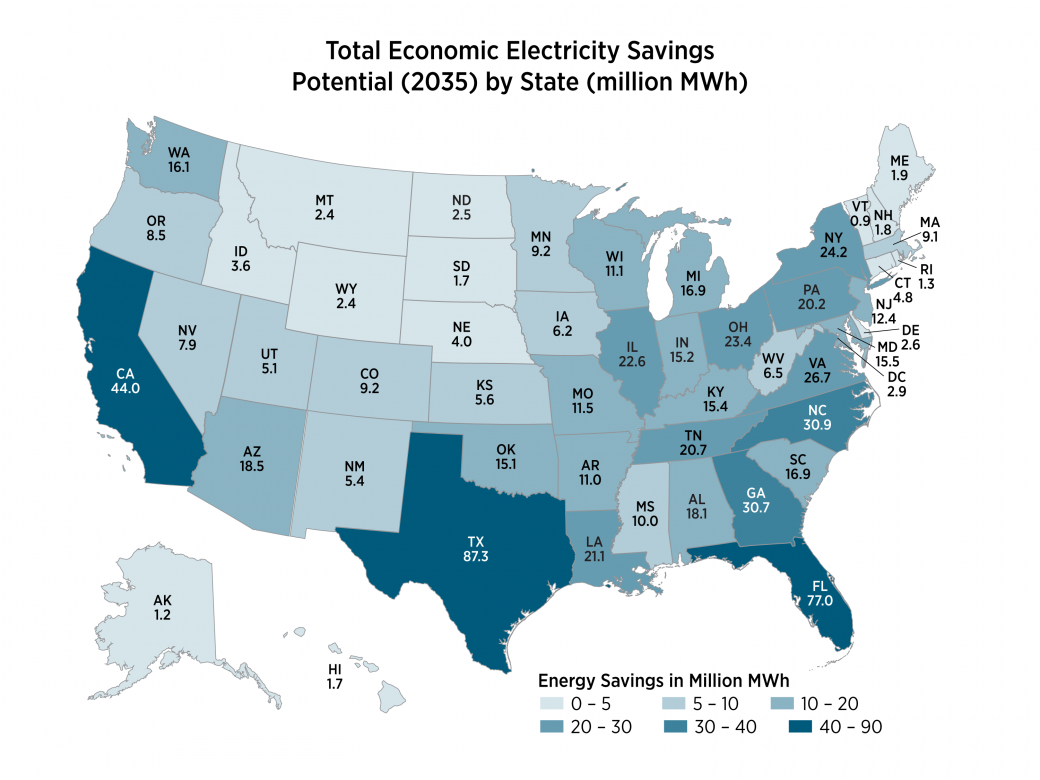 Total Economic Electricity Savings
Potential (2035) by State (million MWh)
WA
16.1
OR
8.5
CA
44.0
NV
7.9
ID
3.6
MT
2.4
WY
2.4
UT
5.1
CO
9.2
AZ
18.5
NM
5.4
ND
2.5
SD
1.7
NE
4.0
KS
5.6
OK
15.1
TX
87.3
MN
9.2
IA
6.2
MO
11.5
AR
11.0
LA
21.1
WI
11.1
IL
22.6
MI
16.9
IN
15.2
OH
23.4
KY
15.4
TN
20.7
MS
10.0
AL
18.1
GA
30.7
FL
77.0
SC
16.9
NC
30.9
VA
26.7
WV
6.5
PA
20.2
NY
24.2
VT
0.9
NH
1.8
ME
1.9
MA
9.1
RI
1.3
CT
4.8
NJ
12.4
DE
2.6
MD
15.5
DC
2.9
AK
1.2
HI
1.7
Energy Savings in Million MWh
0 – 5
5 – 10
10 – 20
20 – 30
30 – 40
40 – 90